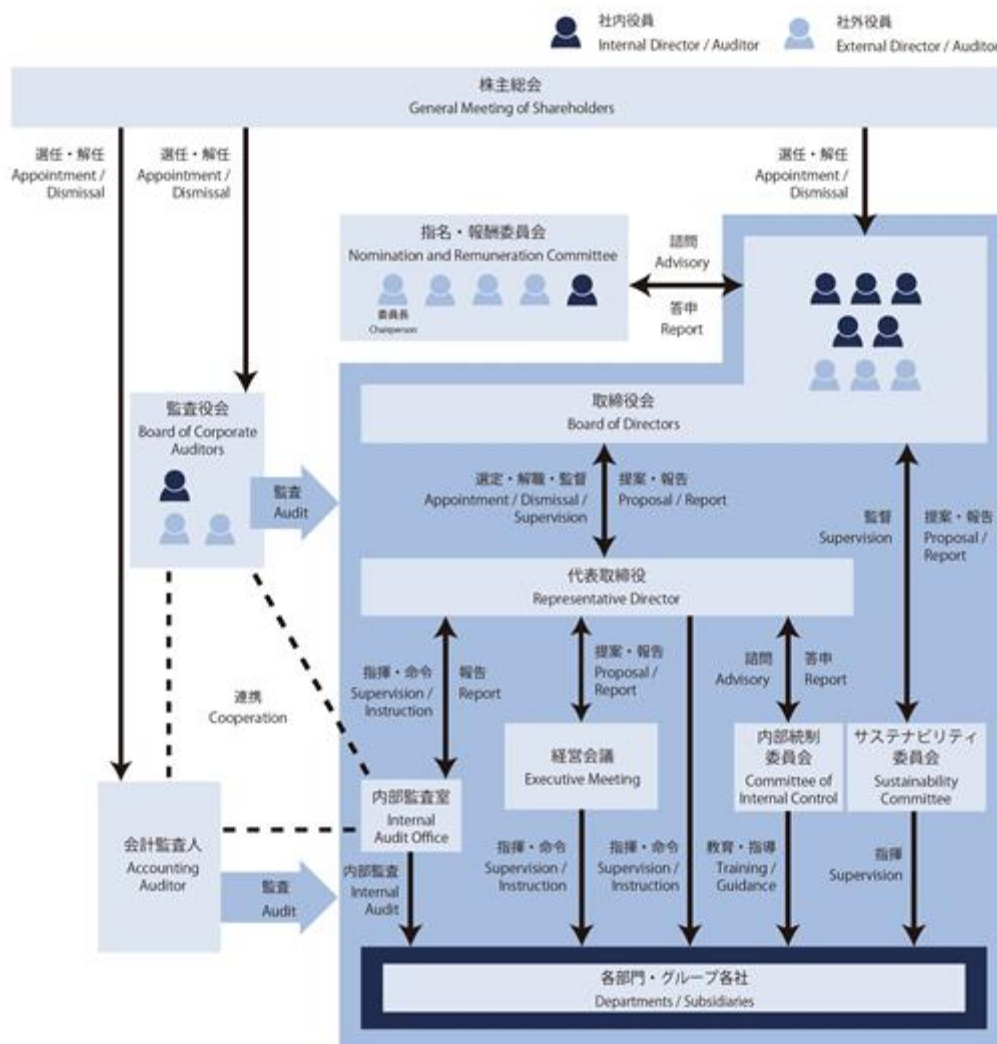 社内役員
Internal Director / Auditor
社外役員
External Director / Auditor
株主総会
General Meeting of Shareholders
選任・解任
Appointment /
Dismissal
選任・解任
Appointment /
Dismissal
選任・解任
Appointment /
Dismissal
指名・報酬委員会
Nomination and Remuneration Committee
委員長
Chairperson
諮問
Advisory
答申
Report
取締役会
Board of Directors
監査役会
Board of Corporate
Auditors
監査
Audit
選定・解職・監督
Appointment / Dismissal /
Supervision
提案・報告
Proposal / Report
監督
Supervision
提案・報告
Proposal /
Report
代表取締役
Representative Director
指揮・命令
Supervision /
Instruction
報告
Report
提案・報告
Proposal /
Report
諮問
Advisory
答申
Report
連携
Cooperation
内部監査室
Internal
Audit Office
経営会議
Executive Meeting
内部統制
委員会
Committee of
Internal Control
サステナビリティ
委員会
Sustainability
Committee
会計監査人
Accounting
Auditor
監査
Audit
内部監査
Internal
Audit
指揮・命令
Supervision /
Instruction
指揮・命令
Supervision /
Instruction
教育・指導
Training /
Guidance
指揮
Supervision
各部門・グループ各社
Departments / Subsidiaries